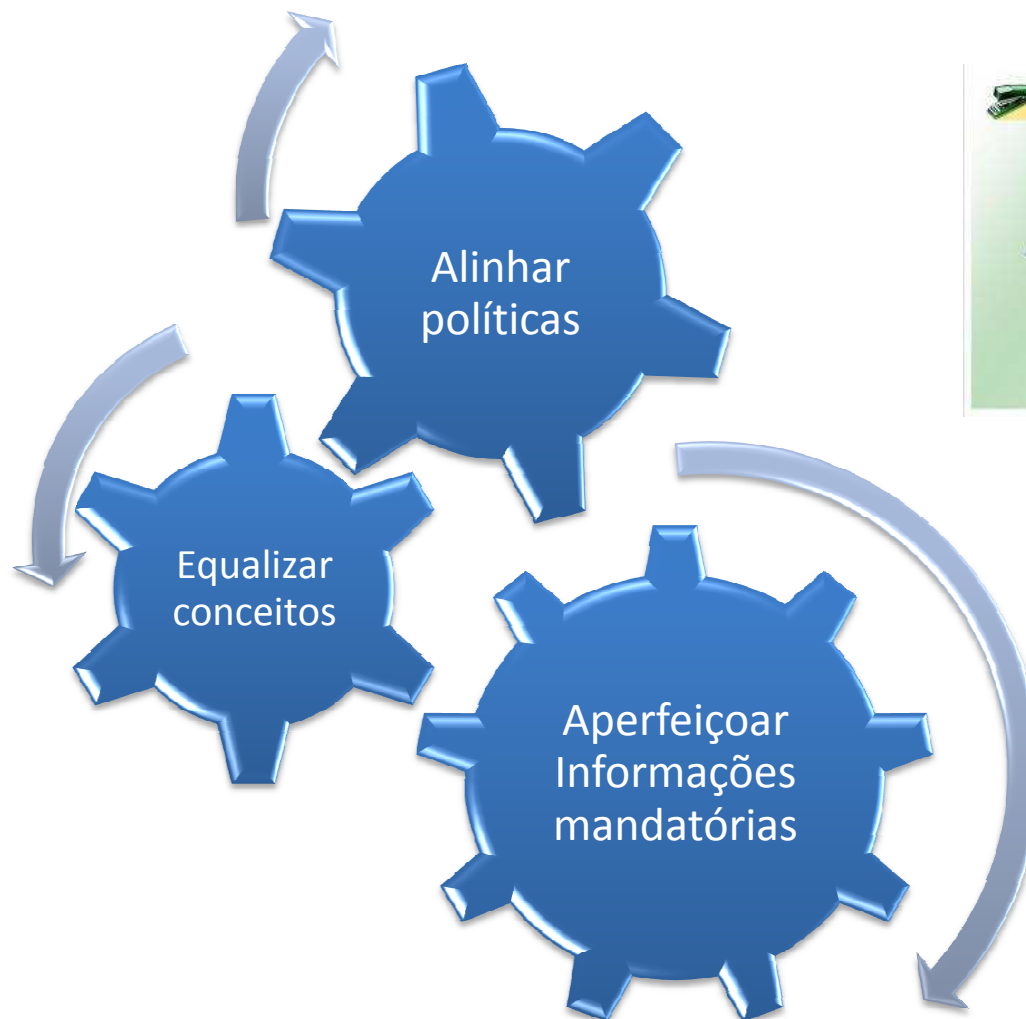 Alinhar
políticas
Equalizar
conceitos
Aperfeiçoar
Informações
mandatórias